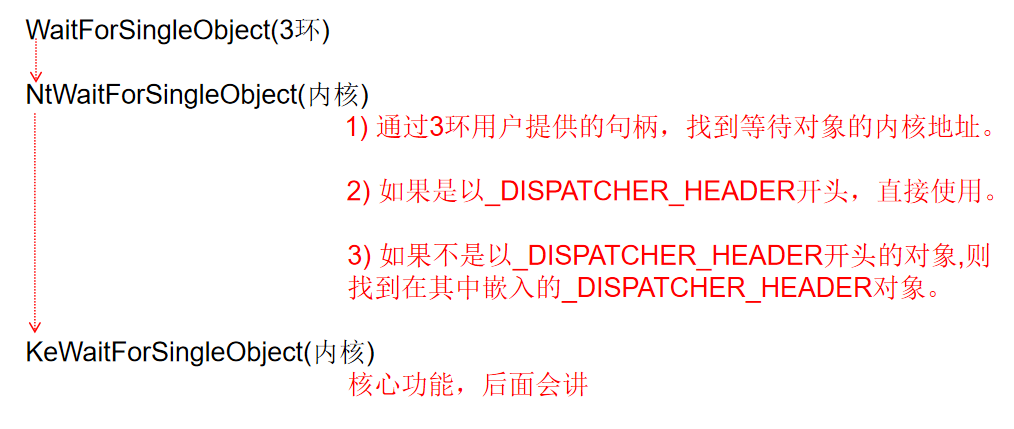 WaitForSingleObject(3环)
NtWaitForSingleObject(内核)
1) 通过3环用户提供的句柄，找到等待对象的内核地址。
2) 如果是以_DISPATCHER_HEADER开头，直接使用。
3) 如果不是以_DISPATCHER_HEADER开头的对象,则
找到在其中嵌入的_DISPATCHER_HEADER对象。
KeWaitForSingleObject(内核)
核心功能，后面会讲